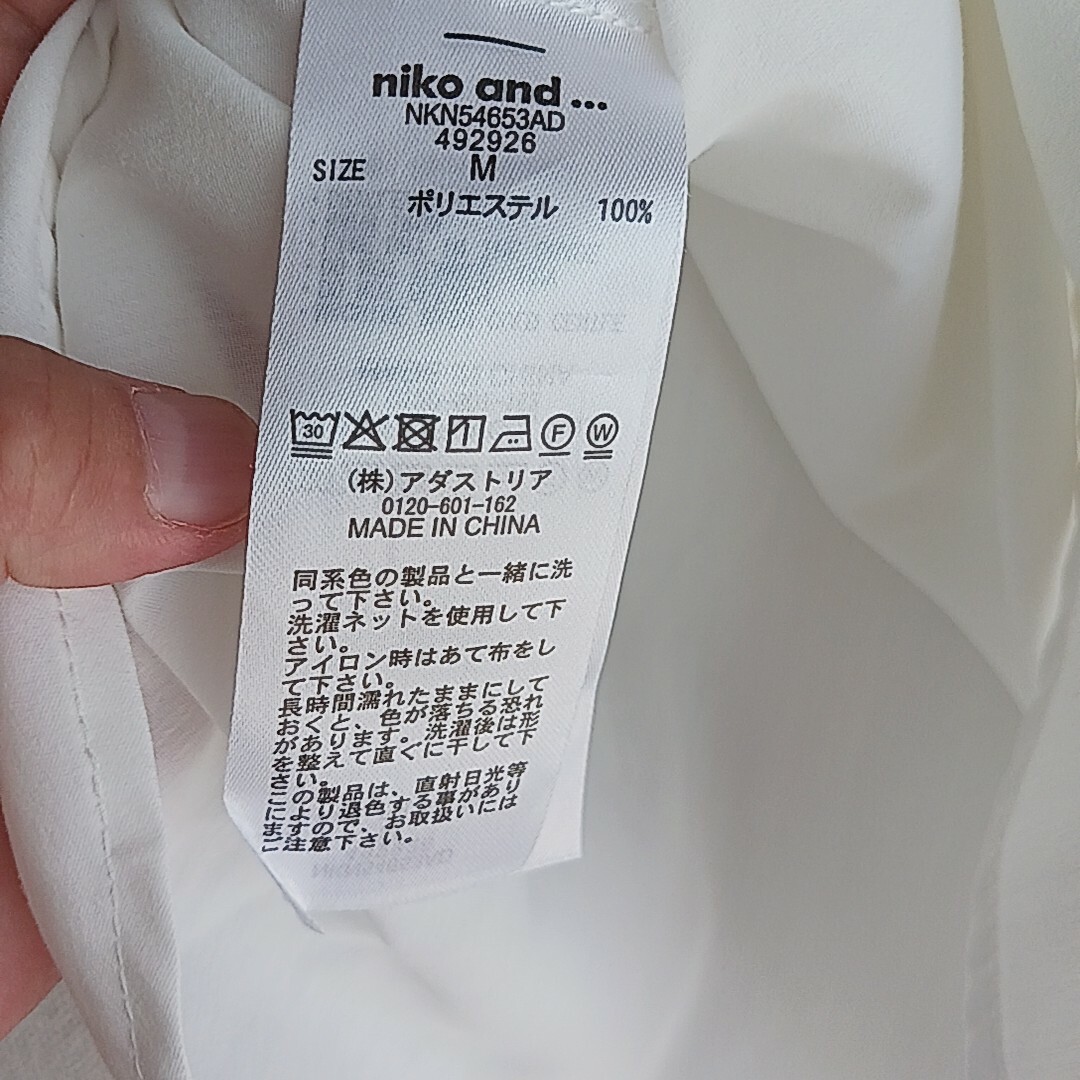 niko and ...
NKN54653AD
492926
SIZE M
ポリエステル 100%
30 F W
(株)アダストリア
0120-601-162
MADE IN CHINA
同系色の製品と一緒に洗
って下さい。
洗濯ネットを使用して下
さい。
アイロン時はあて布をし
て下さい。
長時間濡れたままにして
おくと、色が落ちる恐れ
があります。洗濯後は形
を整えて直ぐに干して下
さい。
この製品は、直射日光等
により退色する事があり
ますので、お取扱いには
ご注意下さい。